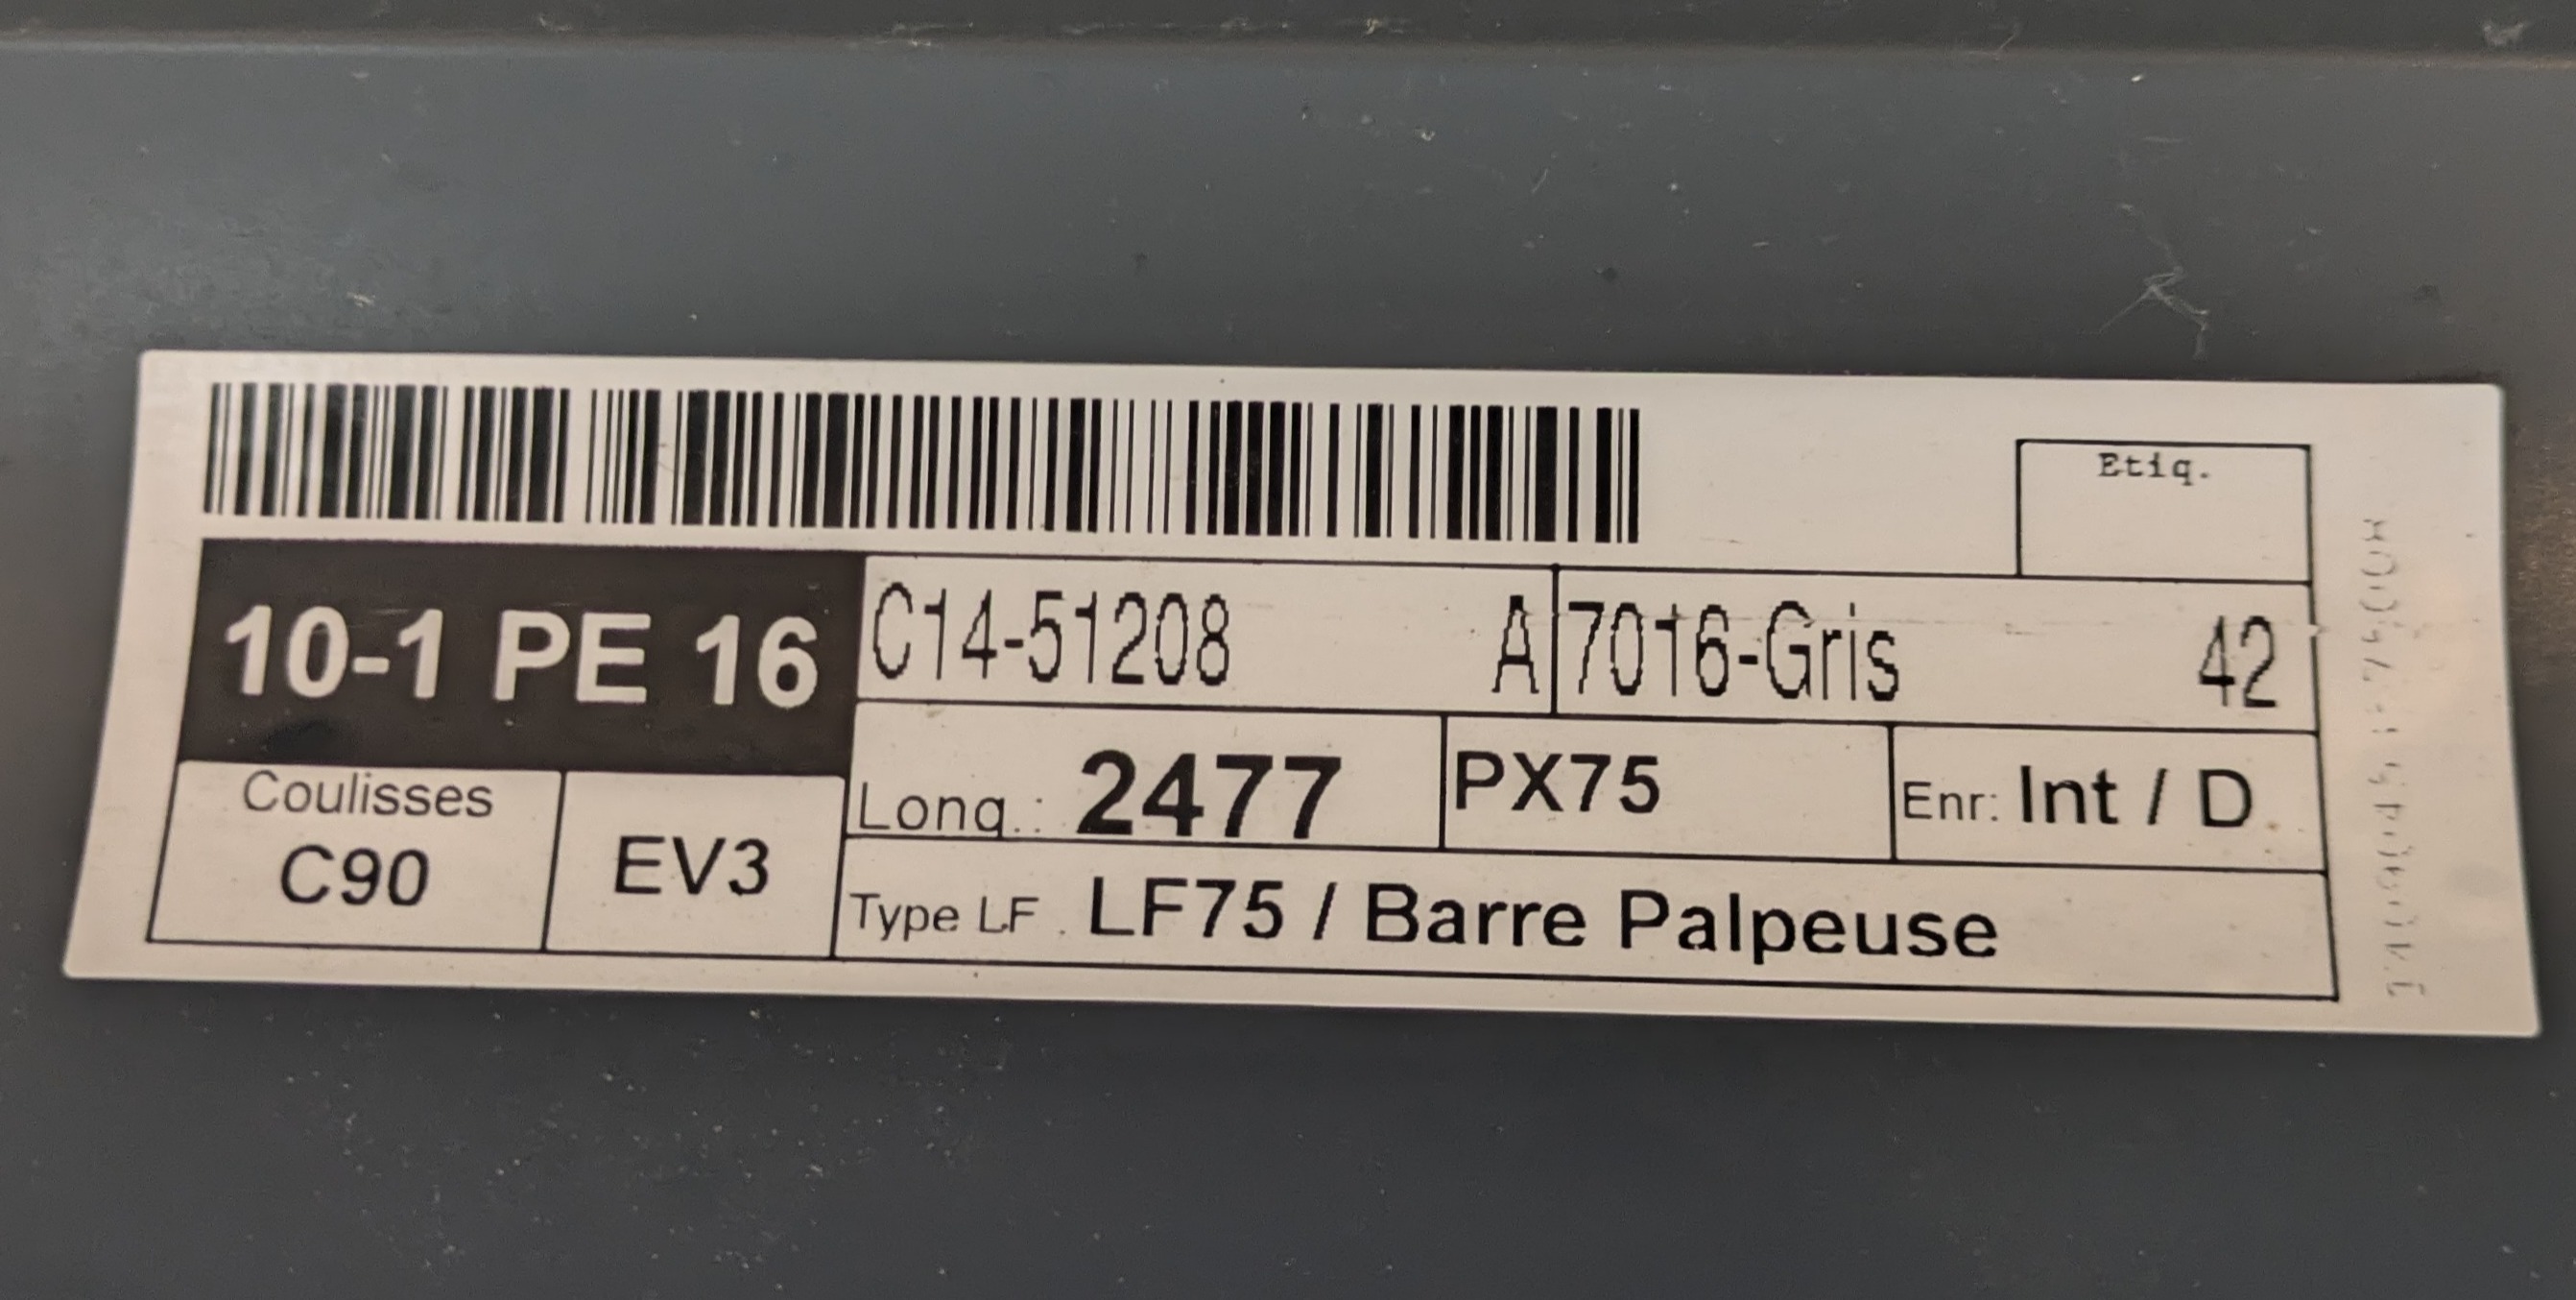 Etiq.
10-1 PE 16
C14-51208 A 7016-Gris 42
Long.: 2477 PX75 Enr: Int / D
Coulisses
C90 EV3
Type LF . LF75 / Barre Palpeuse